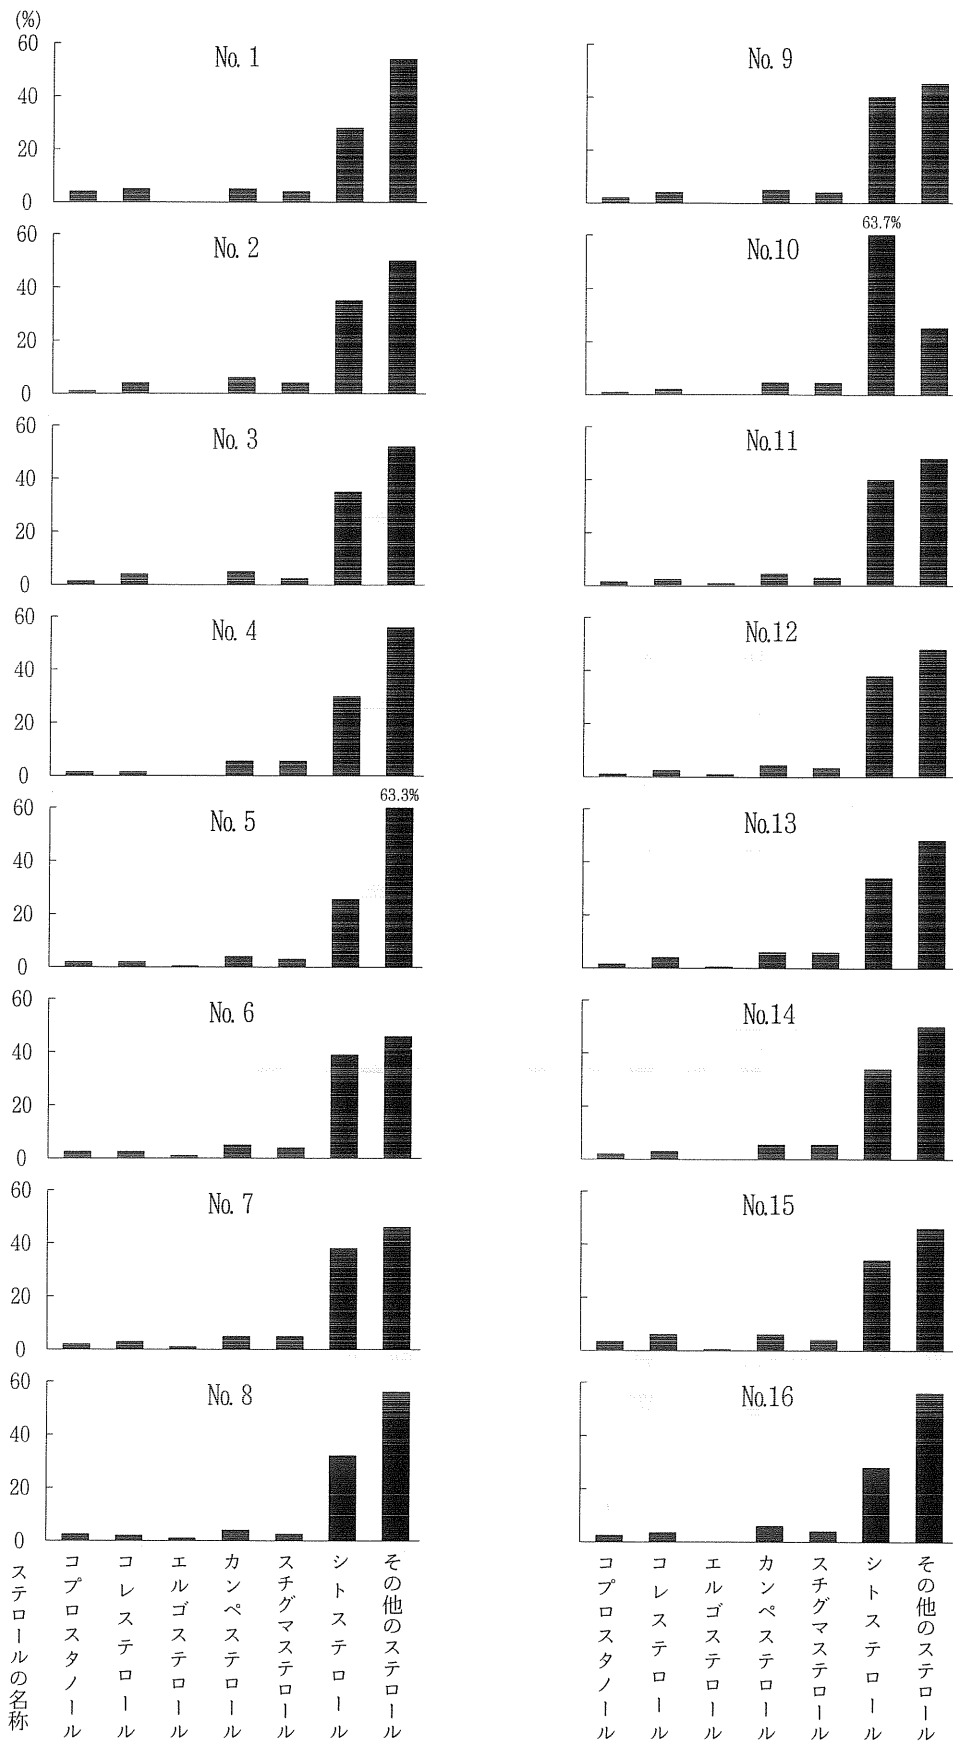 (%)
No. 1
60
40
20
0
No. 2
60
40
20
0
No. 3
60
40
20
0
No. 4
60
40
20
0
No. 5
63.3%
60
40
20
0
No. 6
60
40
20
0
No. 7
60
40
20
0
No. 8
60
40
20
0
ステロールの名称
コプロスタノール
コレステロール
エルゴステロール
カンペステロール
スチグマステロール
シトステロール
その他のステロール
No. 9
63.7%
No.10
No.11
No.12
No.13
No.14
No.15
No.16
コプロスタノール
コレステロール
エルゴステロール
カンペステロール
スチグマステロール
シトステロール
その他のステロール